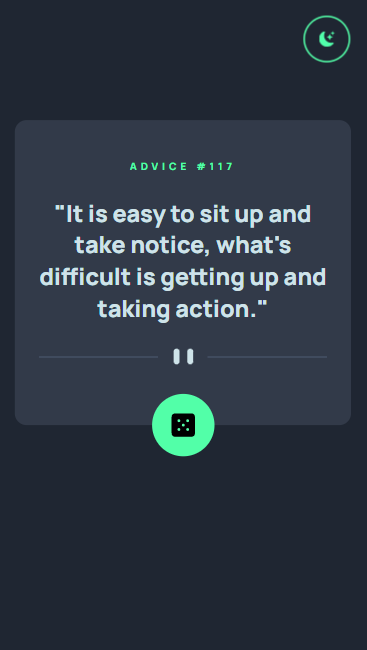 ADVICE #117
"It is easy to sit up and
take notice, what's
difficult is getting up and
taking action."